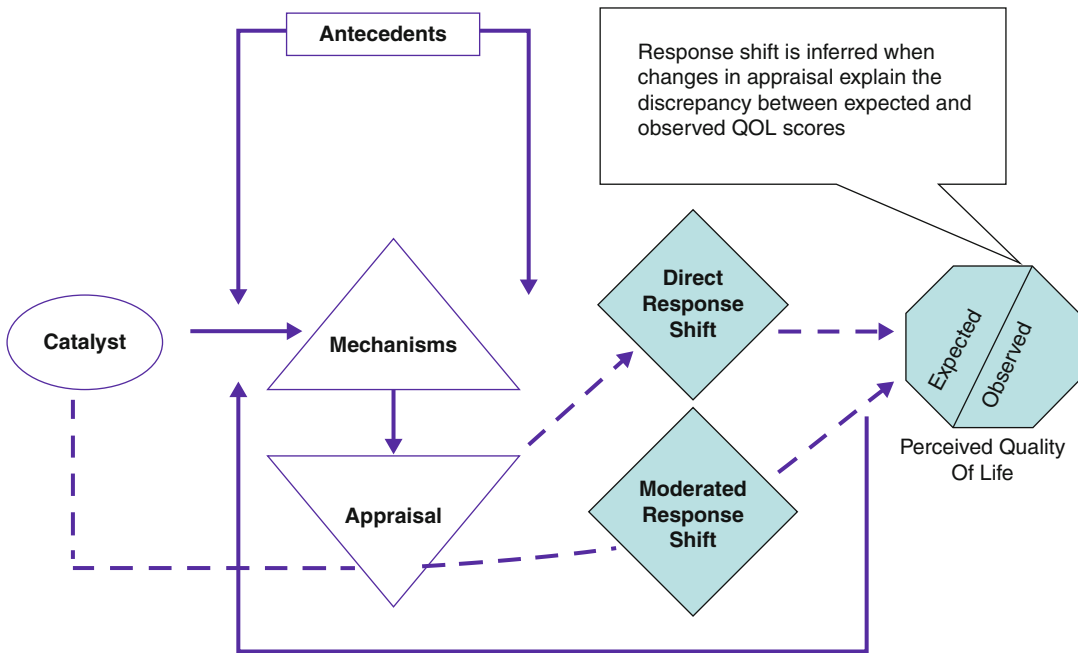 Antecedents
Response shift is inferred when
changes in appraisal explain the
discrepancy between expected and
observed QOL scores
Catalyst
Mechanisms
Direct
Response
Shift
Expected
Observed
Perceived Quality
Of Life
Appraisal
Moderated
Response
Shift